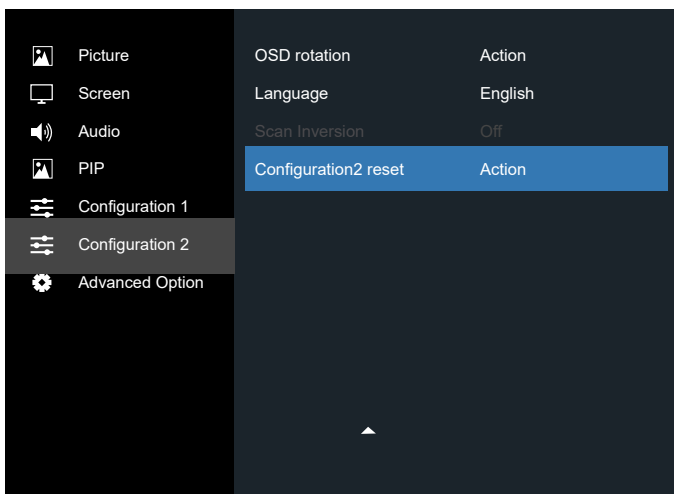 Picture
Screen
Audio
PIP
Configuration 1
Configuration 2
Advanced Option
OSD rotation Action
Language English
Scan Inversion Off
Configuration2 reset Action